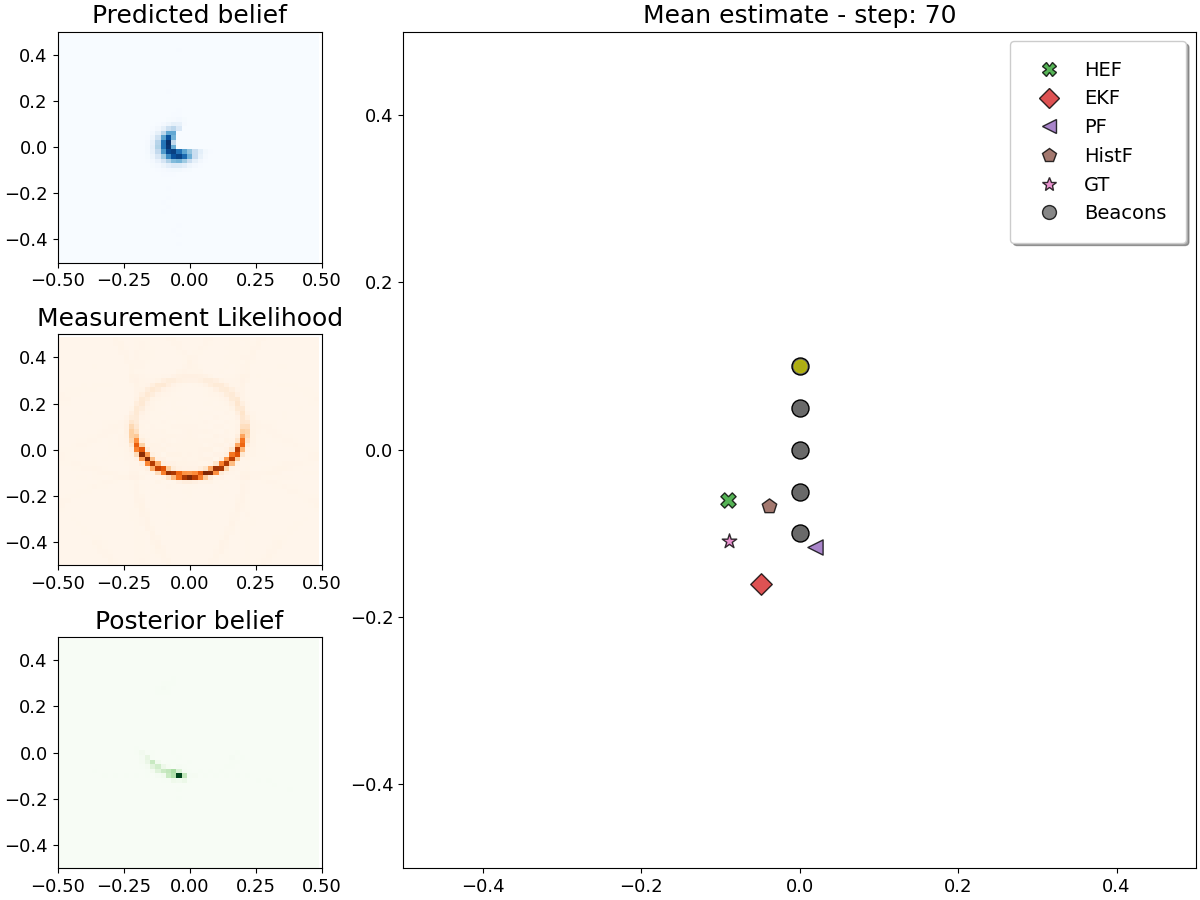 Predicted belief
0.4
0.2
0.0
−0.2
−0.4
−0.50 −0.25 0.00 0.25 0.50
Measurement Likelihood
0.4
0.2
0.0
−0.2
−0.4
−0.50 −0.25 0.00 0.25 0.50
Posterior belief
0.4
0.2
0.0
−0.2
−0.4
−0.50 −0.25 0.00 0.25 0.50
Mean estimate - step: 70
HEF
EKF
PF
HistF
GT
Beacons
0.4
0.2
0.0
−0.2
−0.4
−0.4 −0.2 0.0 0.2 0.4